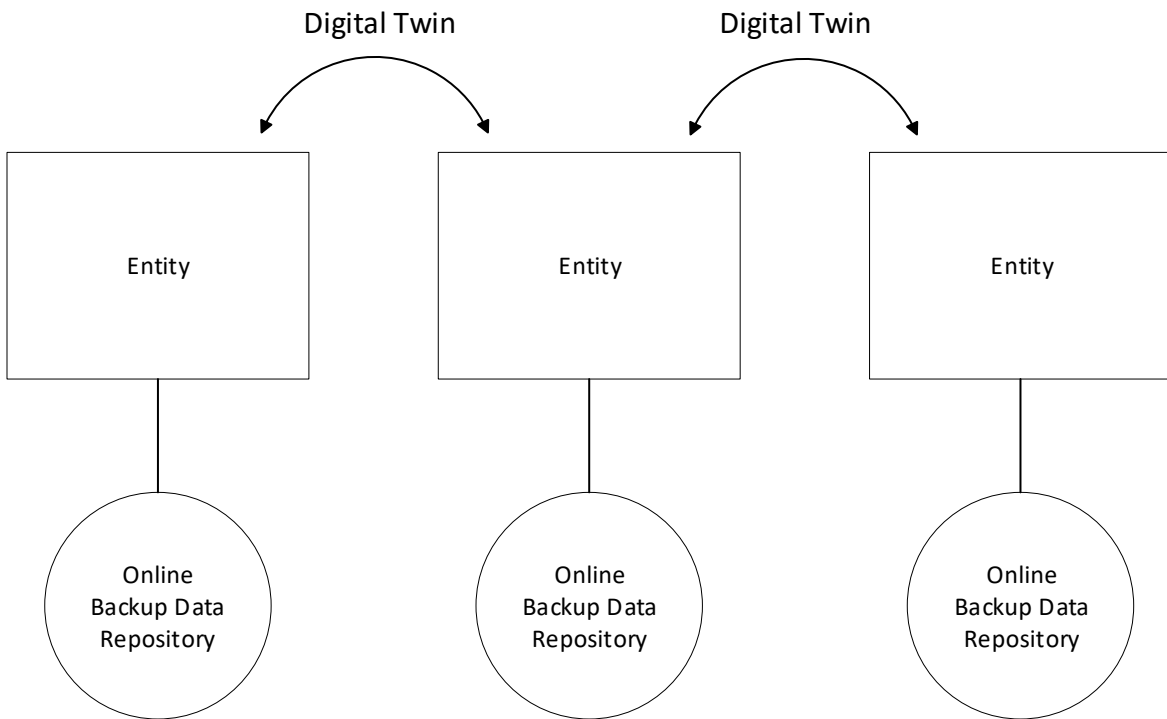 Digital Twin
Digital Twin
Entity
Entity
Entity
Online
Backup Data
Repository
Online
Backup Data
Repository
Online
Backup Data
Repository